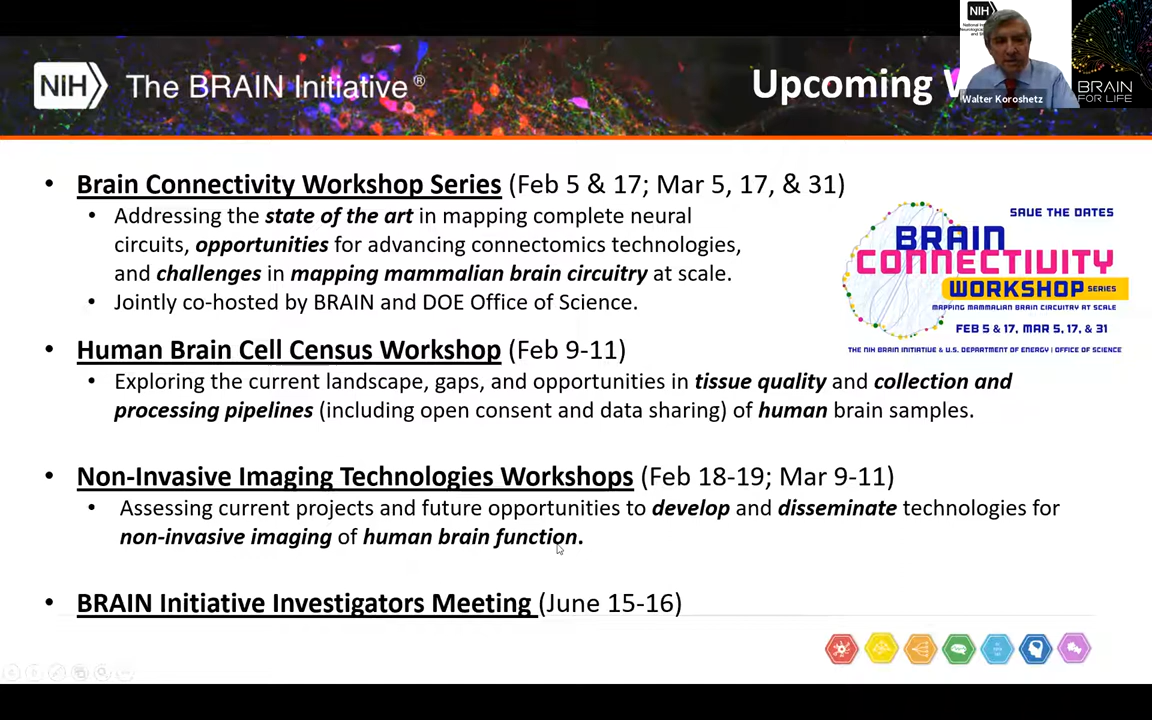 NIH The BRAIN Initiative®
Upcoming
NIH
Walter Koroshetz
BRAIN
FOR LIFE
• Brain Connectivity Workshop Series (Feb 5 & 17; Mar 5, 17, & 31)
• Addressing the state of the art in mapping complete neural
circuits, opportunities for advancing connectomics technologies,
and challenges in mapping mammalian brain circuitry at scale.
• Jointly co-hosted by BRAIN and DOE Office of Science.
SAVE THE DATES
BRAIN
CONNECTIVITY
WORKSHOP SERIES
MAPPING MAMMALIAN BRAIN CIRCUITRY AT SCALE
FEB 5 & 17, MAR 5, 17, & 31
THE NIH BRAIN INITIATIVE & U.S. DEPARTMENT OF ENERGY | OFFICE OF SCIENCE
• Human Brain Cell Census Workshop (Feb 9-11)
• Exploring the current landscape, gaps, and opportunities in tissue quality and collection and
processing pipelines (including open consent and data sharing) of human brain samples.
• Non-Invasive Imaging Technologies Workshops (Feb 18-19; Mar 9-11)
• Assessing current projects and future opportunities to develop and disseminate technologies for
non-invasive imaging of human brain function.
• BRAIN Initiative Investigators Meeting (June 15-16)